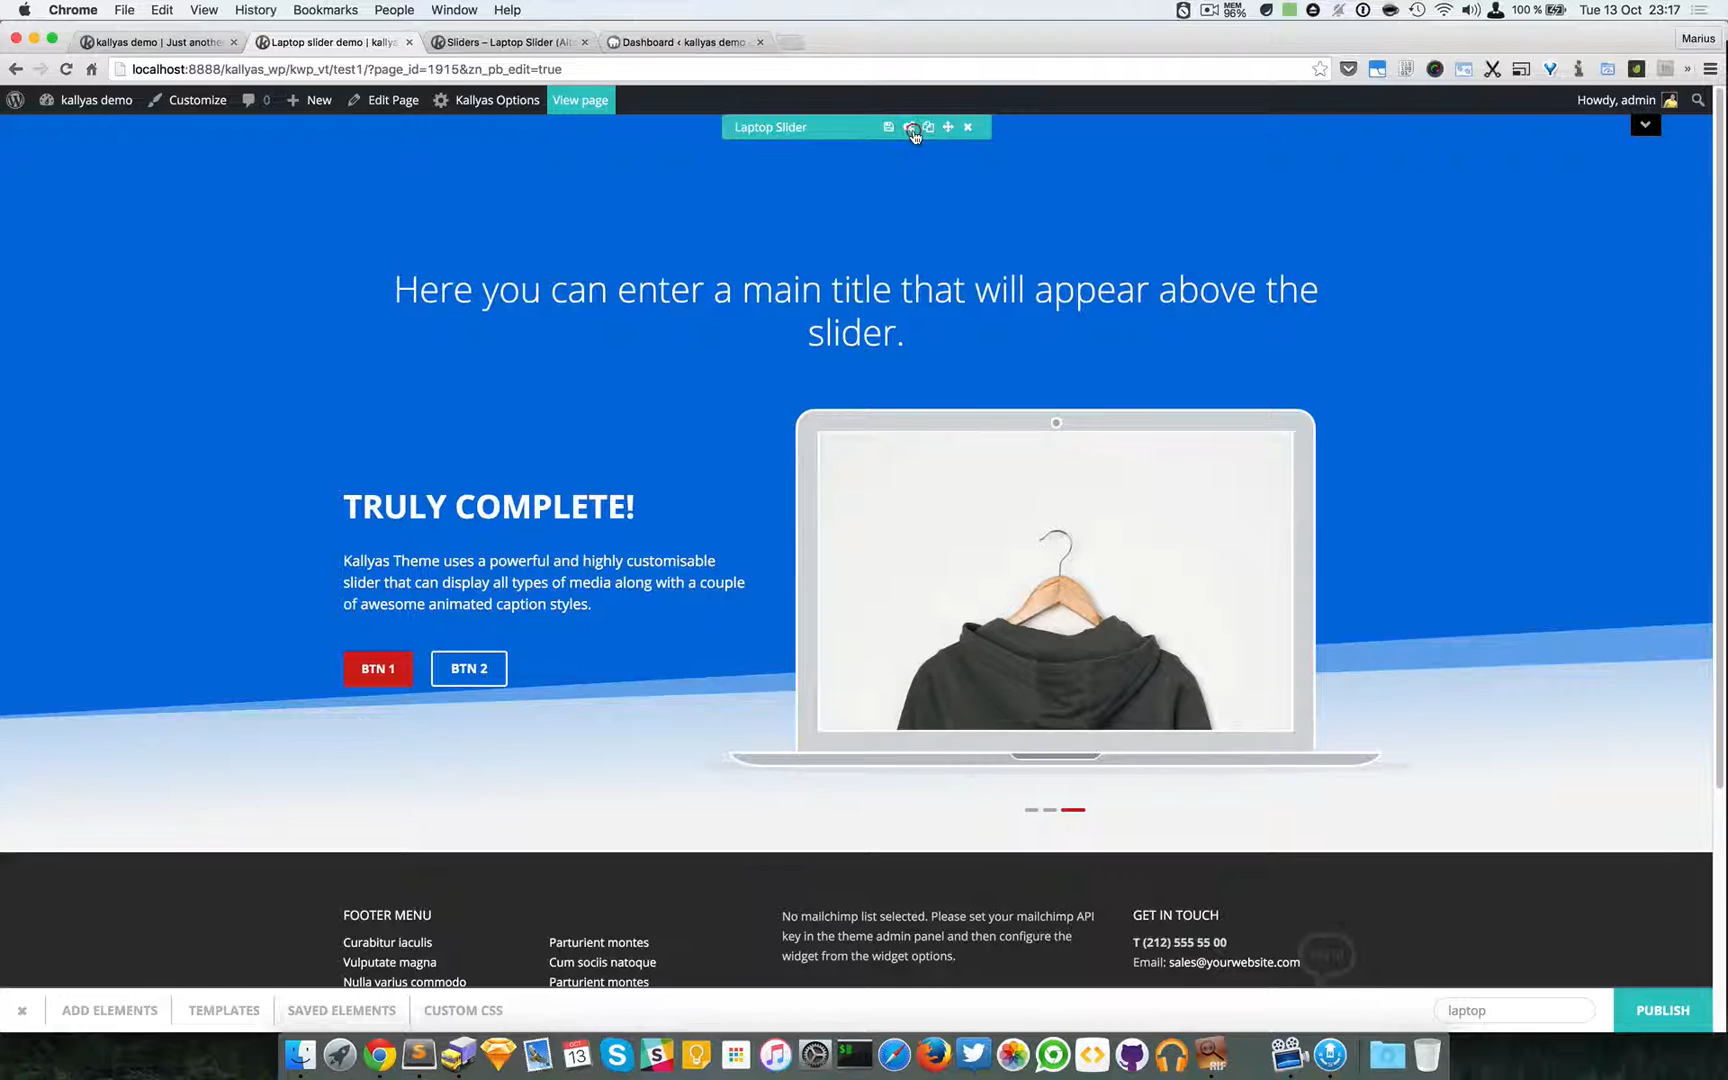 Chrome File Edit View History Bookmarks People Window Help MEM 96% 100 % Tue 13 Oct 23:17
kallyas demo | Just anothe Laptop slider demo | kally Sliders – Laptop Slider (Al Dashboard ‹ kallyas demo Marius
localhost:8888/kallyas_wp/kwp_vt/test1/?page_id=1915&zn_pb_edit=true
kallyas demo Customize 0 New Edit Page Kallyas Options View page Howdy, admin
Laptop Slider
Here you can enter a main title that will appear above the
slider.
TRULY COMPLETE!
Kallyas Theme uses a powerful and highly customisable
slider that can display all types of media along with a couple
of awesome animated caption styles.
BTN 1 BTN 2
FOOTER MENU
Curabitur iaculis
Vulputate magna
Nulla varius commodo
Parturient montes
Cum sociis natoque
Parturient montes
No mailchimp list selected. Please set your mailchimp API
key in the theme admin panel and then configure the
widget from the widget options.
GET IN TOUCH
T (212) 555 55 00
Email: sales@yourwebsite.com
ADD ELEMENTS TEMPLATES SAVED ELEMENTS CUSTOM CSS laptop PUBLISH